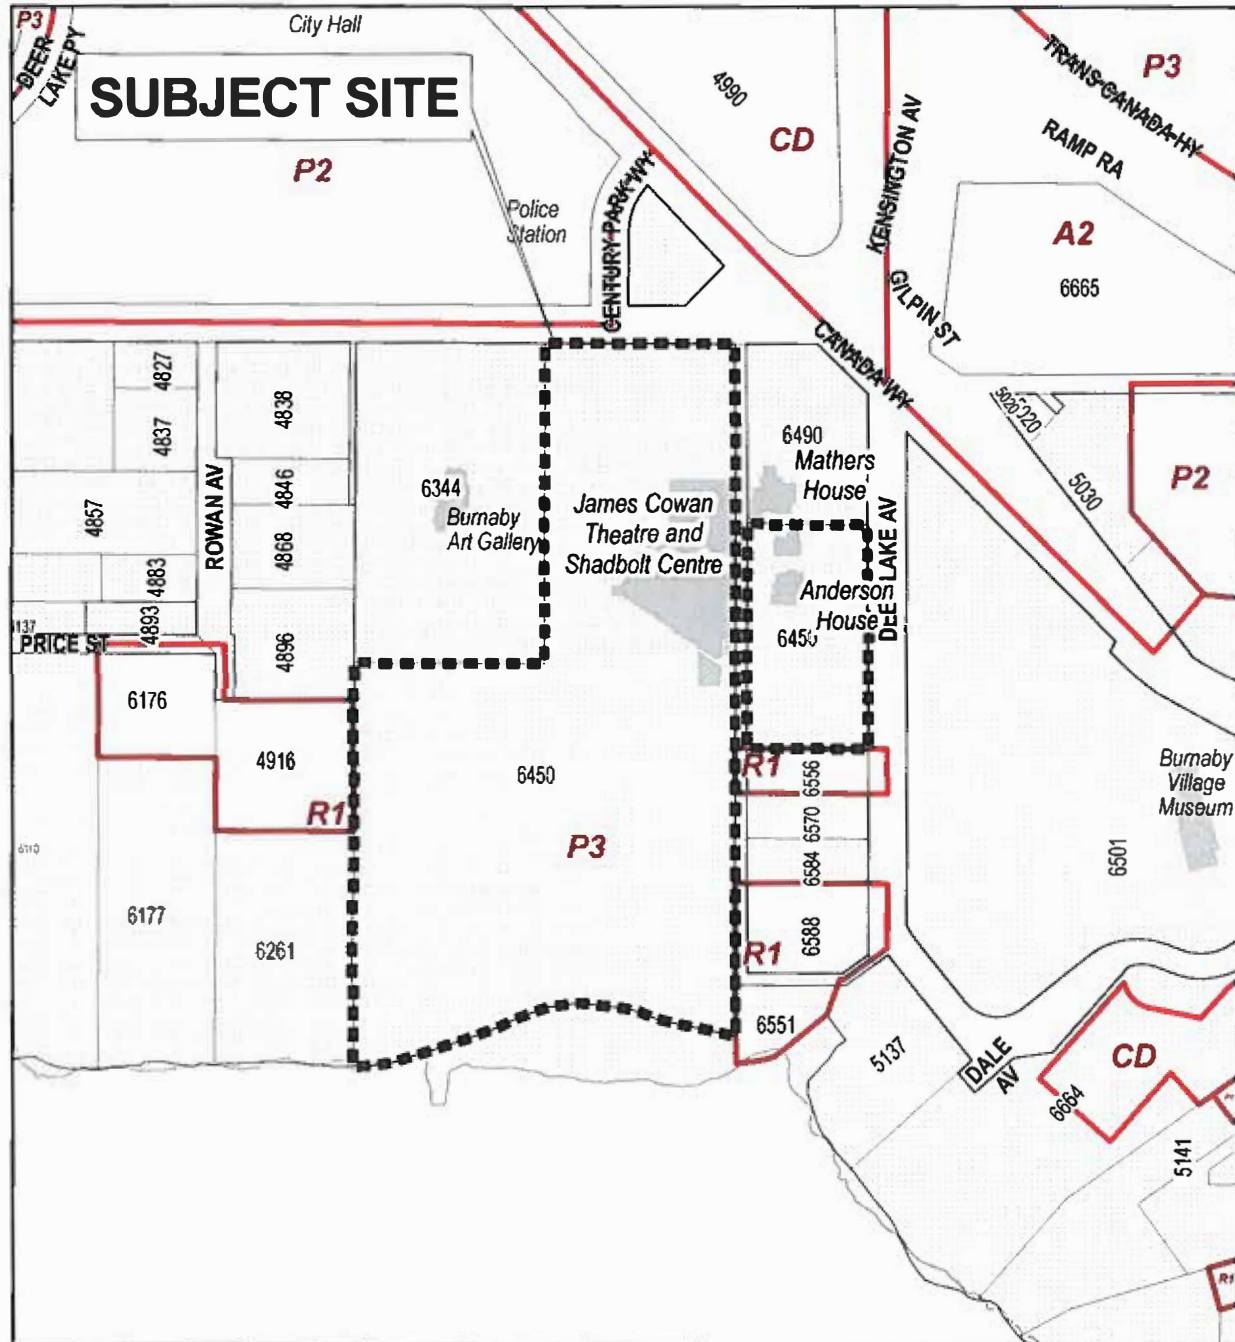 P3
City Hall
DEER
LAKE PY
SUBJECT SITE
P2
Police
Station
CENTURY PARK WY
4990
CD
KENSINGTON AV
TRANS-CANADA HY
P3
RAMP RA
A2
6665
GILPIN ST
CANADA WY
4827
4837
4838
4846
4857
4868
4883
4893
4896
ROWAN AV
PRICE ST
6344
Burnaby
Art Gallery
James Cowan
Theatre and
Shadbolt Centre
6490
Mathers
House
Anderson
House
6450
DEER LAKE AV
5020
5030
P2
6176
4916
R1
6177
6261
6450
P3
R1
6556
6570
6584
6588
R1
6551
Burnaby
Village
Museum
6501
5137
DALE
AV
CD
6664
5141
R1